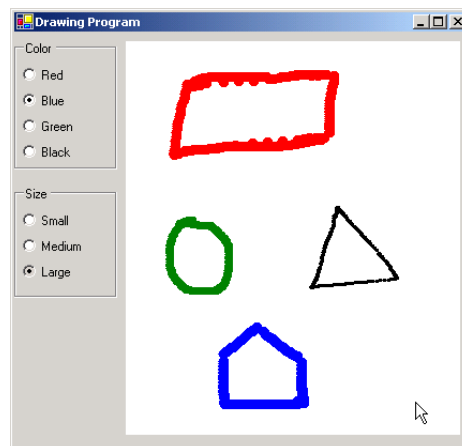 Drawing Program
Color
Red
Blue
Green
Black
Size
Small
Medium
Large